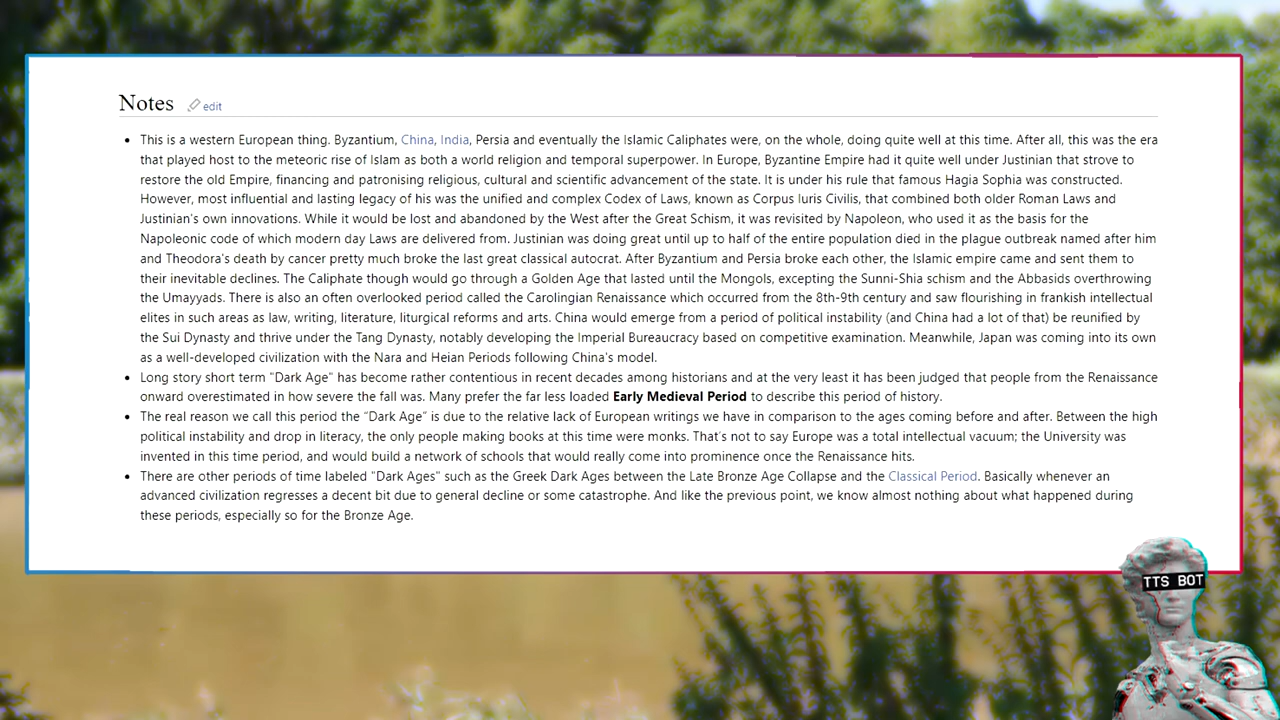 Notes edit
This is a western European thing. Byzantium, China, India, Persia and eventually the Islamic Caliphates were, on the whole, doing quite well at this time. After all, this was the era
that played host to the meteoric rise of Islam as both a world religion and temporal superpower. In Europe, Byzantine Empire had it quite well under Justinian that strove to
restore the old Empire, financing and patronising religious, cultural and scientific advancement of the state. It is under his rule that famous Hagia Sophia was constructed.
However, most influential and lasting legacy of his was the unified and complex Codex of Laws, known as Corpus Iuris Civilis, that combined both older Roman Laws and
Justinian's own innovations. While it would be lost and abandoned by the West after the Great Schism, it was revisited by Napoleon, who used it as the basis for the
Napoleonic code of which modern day Laws are delivered from. Justinian was doing great until up to half of the entire population died in the plague outbreak named after him
and Theodora's death by cancer pretty much broke the last great classical autocrat. After Byzantium and Persia broke each other, the Islamic empire came and sent them to
their inevitable declines. The Caliphate though would go through a Golden Age that lasted until the Mongols, excepting the Sunni-Shia schism and the Abbasids overthrowing
the Umayyads. There is also an often overlooked period called the Carolingian Renaissance which occurred from the 8th-9th century and saw flourishing in frankish intellectual
elites in such areas as law, writing, literature, liturgical reforms and arts. China would emerge from a period of political instability (and China had a lot of that) be reunified by
the Sui Dynasty and thrive under the Tang Dynasty, notably developing the Imperial Bureaucracy based on competitive examination. Meanwhile, Japan was coming into its own
as a well-developed civilization with the Nara and Heian Periods following China's model.
Long story short term "Dark Age" has become rather contentious in recent decades among historians and at the very least it has been judged that people from the Renaissance
onward overestimated in how severe the fall was. Many prefer the far less loaded Early Medieval Period to describe this period of history.
The real reason we call this period the "Dark Age" is due to the relative lack of European writings we have in comparison to the ages coming before and after. Between the high
political instability and drop in literacy, the only people making books at this time were monks. That's not to say Europe was a total intellectual vacuum; the University was
invented in this time period, and would build a network of schools that would really come into prominence once the Renaissance hits.
There are other periods of time labeled "Dark Ages" such as the Greek Dark Ages between the Late Bronze Age Collapse and the Classical Period. Basically whenever an
advanced civilization regresses a decent bit due to general decline or some catastrophe. And like the previous point, we know almost nothing about what happened during
these periods, especially so for the Bronze Age.
TTS BOT